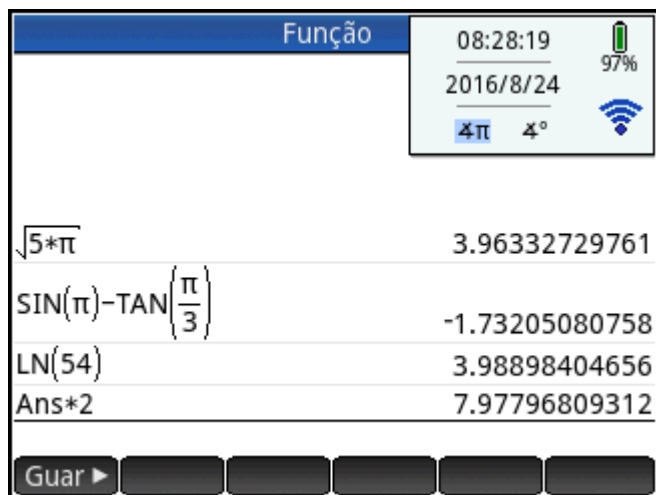 Função
08:28:19
97%
2016/8/24
∡π ∡°
√5*π 3.96332729761
SIN(π)-TAN(π/3) -1.73205080758
LN(54) 3.98898404656
Ans*2 7.97796809312
Guar ►